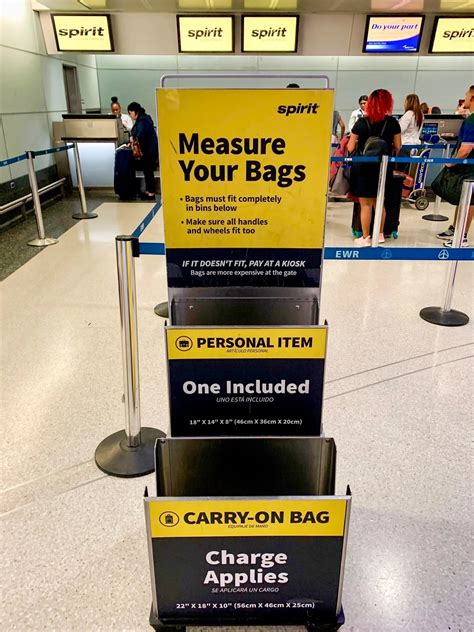 spirit
spirit
spirit
Do your part
spirit
spirit
Measure
Your Bags
• Bags must fit completely
in bins below
• Make sure all handles
and wheels fit too
IF IT DOESN'T FIT, PAY AT A KIOSK
Bags are more expensive at the gate
EWR
PERSONAL ITEM
ARTÍCULO PERSONAL
One Included
UNO ESTÁ INCLUIDO
18" X 14" X 8" (46cm X 36cm X 20cm)
CARRY-ON BAG
EQUIPAJE DE MANO
Charge
Applies
SE APLICARÁ UN CARGO
22" X 18" X 10" (56cm X 46cm X 25cm)